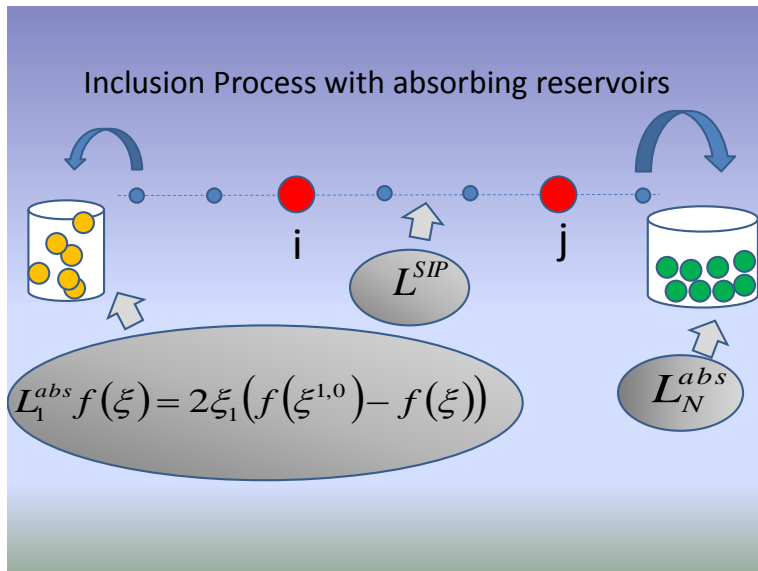 Inclusion Process with absorbing reservoirs
i
j
L^{SIP}
L_1^{abs} f(ξ) = 2ξ_1(f(ξ^{1,0}) − f(ξ))
L_N^{abs}